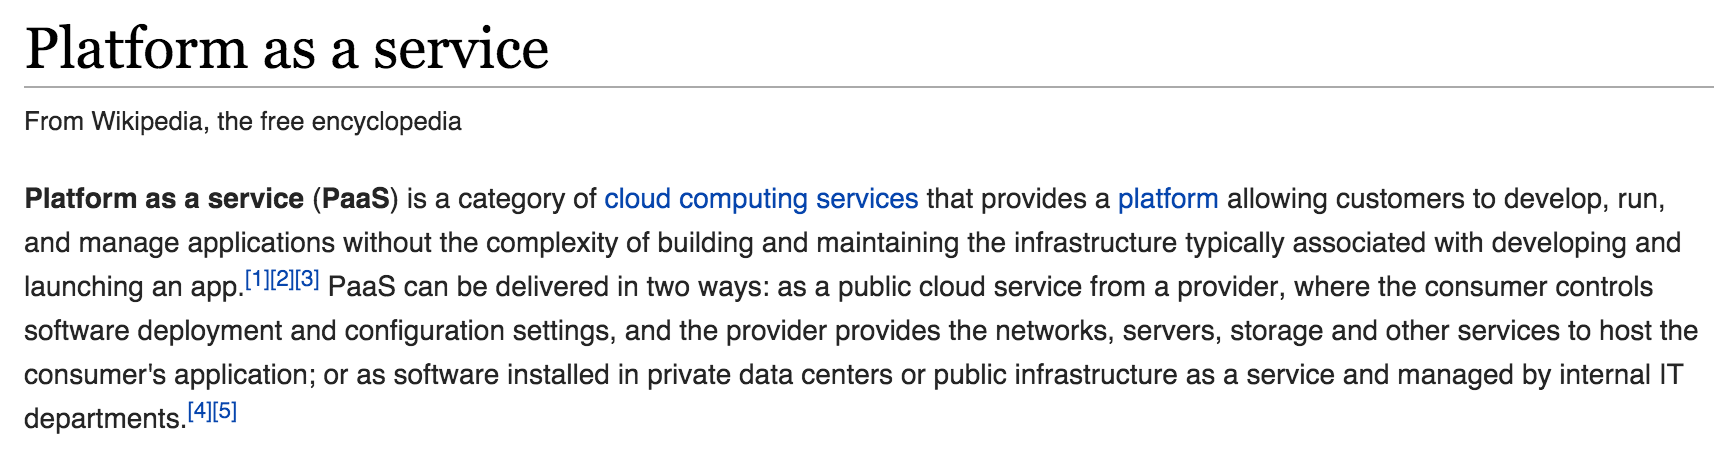 Platform as a service
From Wikipedia, the free encyclopedia
Platform as a service (PaaS) is a category of cloud computing services that provides a platform allowing customers to develop, run,
and manage applications without the complexity of building and maintaining the infrastructure typically associated with developing and
launching an app.[1][2][3] PaaS can be delivered in two ways: as a public cloud service from a provider, where the consumer controls
software deployment and configuration settings, and the provider provides the networks, servers, storage and other services to host the
consumer's application; or as software installed in private data centers or public infrastructure as a service and managed by internal IT
departments.[4][5]